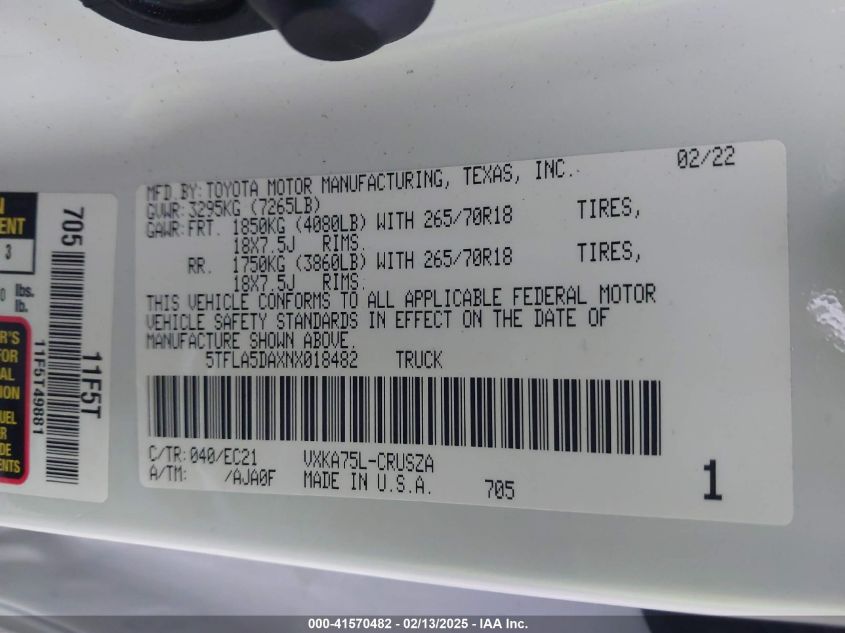 02/22
MFD BY: TOYOTA MOTOR MANUFACTURING, TEXAS, INC.
GVWR: 3295KG (7265LB)
GAWR: FRT. 1850KG (4080LB) WITH 265/70R18 TIRES,
18X7.5J RIMS.
RR. 1750KG (3860LB) WITH 265/70R18 TIRES,
18X7.5J RIMS.
THIS VEHICLE CONFORMS TO ALL APPLICABLE FEDERAL MOTOR
VEHICLE SAFETY STANDARDS IN EFFECT ON THE DATE OF
MANUFACTURE SHOWN ABOVE.
5TFLA5DAXNX018482 TRUCK
C/TR: 040/EC21 VXKA75L-CRUSZA
A/TM: /AJA0F MADE IN U.S.A. 705
1
705
11F5T
11F5T49881
3
lbs.
lb.
000-41570482 - 02/13/2025 - IAA Inc.